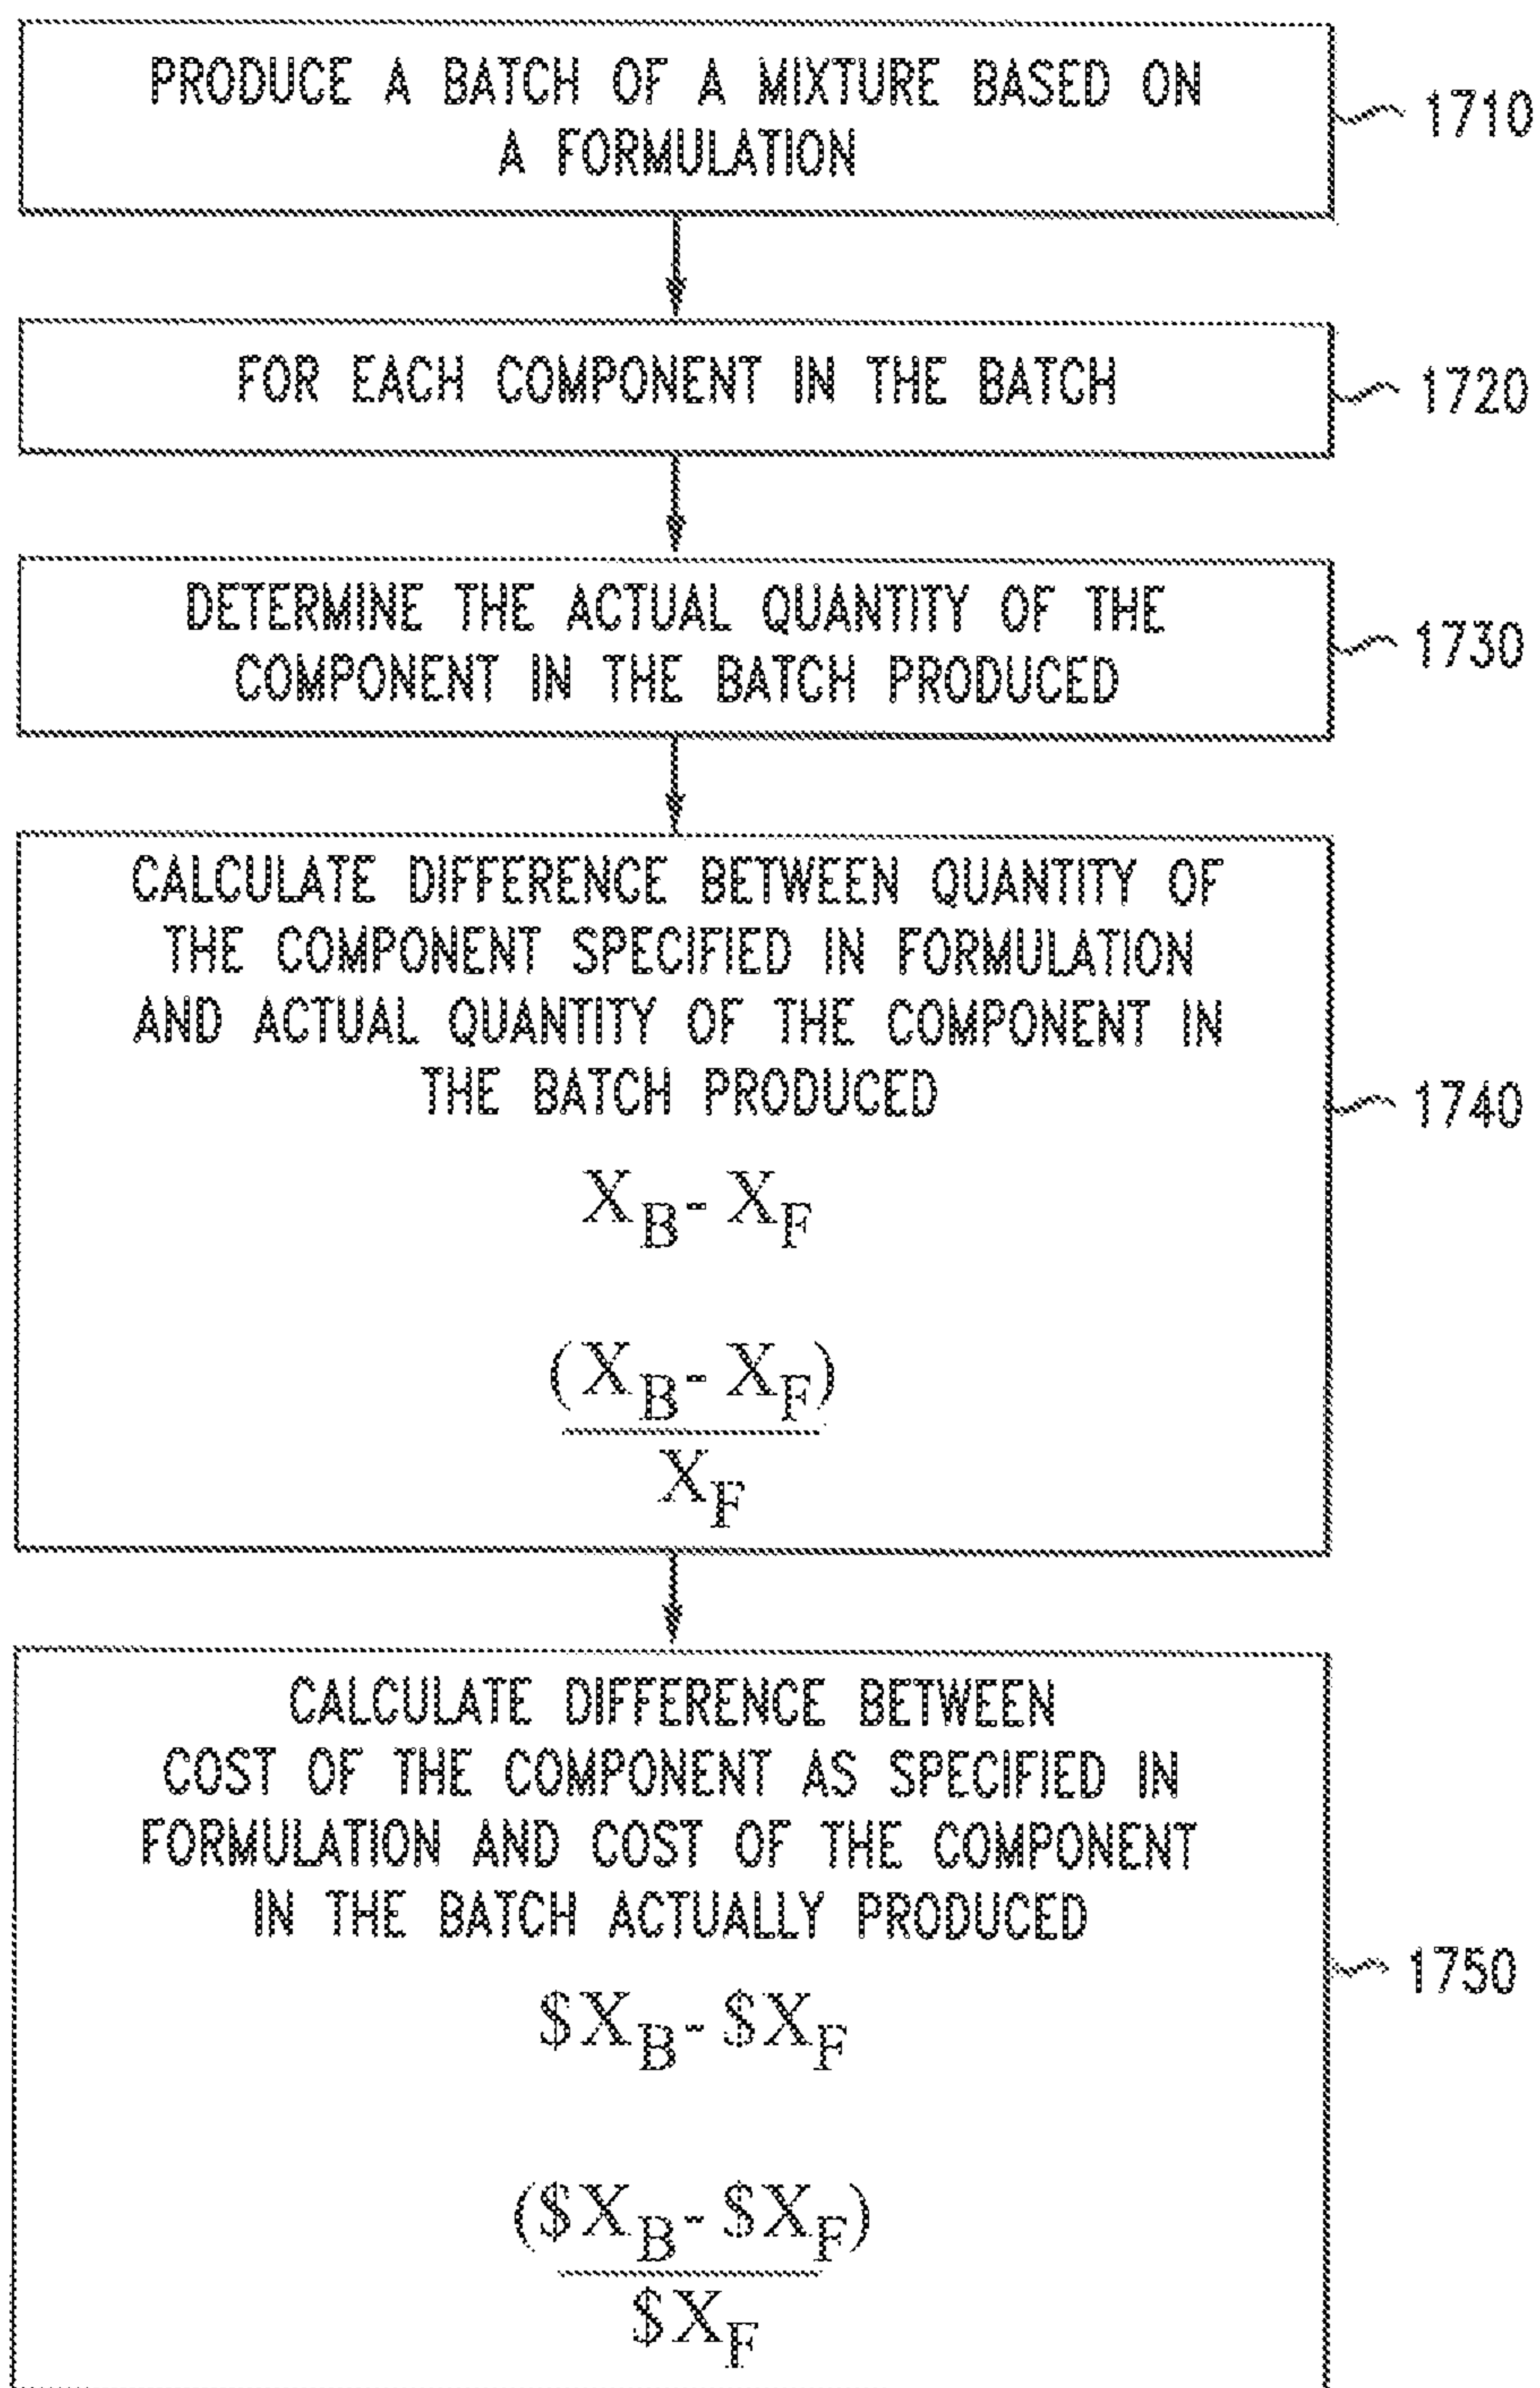 PRODUCE A BATCH OF A MIXTURE BASED ON
A FORMULATION
1710
FOR EACH COMPONENT IN THE BATCH
1720
DETERMINE THE ACTUAL QUANTITY OF THE
COMPONENT IN THE BATCH PRODUCED
1730
CALCULATE DIFFERENCE BETWEEN QUANTITY OF
THE COMPONENT SPECIFIED IN FORMULATION
AND ACTUAL QUANTITY OF THE COMPONENT IN
THE BATCH PRODUCED
1740
X_B - X_F
(X_B - X_F)
X_F
CALCULATE DIFFERENCE BETWEEN
COST OF THE COMPONENT AS SPECIFIED IN
FORMULATION AND COST OF THE COMPONENT
IN THE BATCH ACTUALLY PRODUCED
1750
$X_B - $X_F
($X_B - $X_F)
$X_F